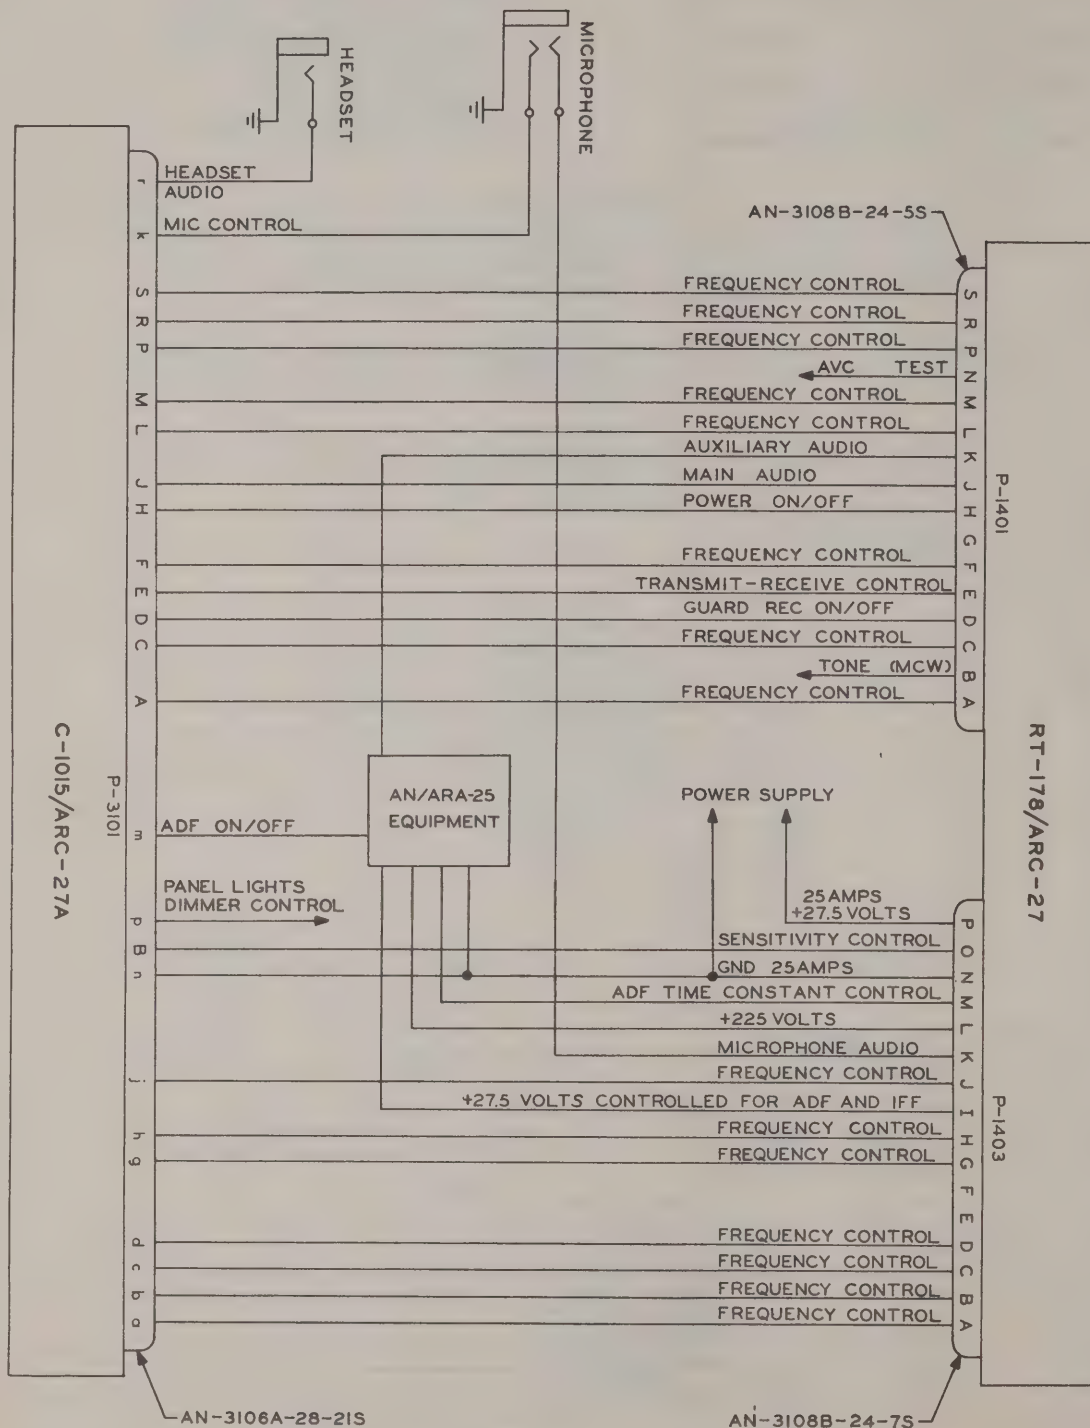 MICROPHONE
HEADSET
HEADSET
AUDIO
MIC CONTROL
AN-3108B-24-5S
r
k
S
R
P
M
L
J
H
F
E
D
C
A
m
p
B
n
j
h
g
d
c
b
a
P-3101
C-1015/ARC-27A
FREQUENCY CONTROL
FREQUENCY CONTROL
FREQUENCY CONTROL
AVC TEST
FREQUENCY CONTROL
FREQUENCY CONTROL
AUXILIARY AUDIO
MAIN AUDIO
POWER ON/OFF
FREQUENCY CONTROL
TRANSMIT-RECEIVE CONTROL
GUARD REC ON/OFF
FREQUENCY CONTROL
TONE (MCW)
FREQUENCY CONTROL
S
R
P
N
M
L
K
J
H
G
F
E
D
C
B
A
P-1401
RT-178/ARC-27
AN/ARA-25
EQUIPMENT
POWER SUPPLY
ADF ON/OFF
PANEL LIGHTS
DIMMER CONTROL
25 AMPS
+27.5 VOLTS
SENSITIVITY CONTROL
GND 25AMPS
ADF TIME CONSTANT CONTROL
+225 VOLTS
MICROPHONE AUDIO
FREQUENCY CONTROL
+27.5 VOLTS CONTROLLED FOR ADF AND IFF
FREQUENCY CONTROL
FREQUENCY CONTROL
FREQUENCY CONTROL
FREQUENCY CONTROL
FREQUENCY CONTROL
FREQUENCY CONTROL
P
O
N
M
L
K
J
I
H
G
F
E
D
C
B
A
P-1403
AN-3106A-28-21S
AN-3108B-24-7S